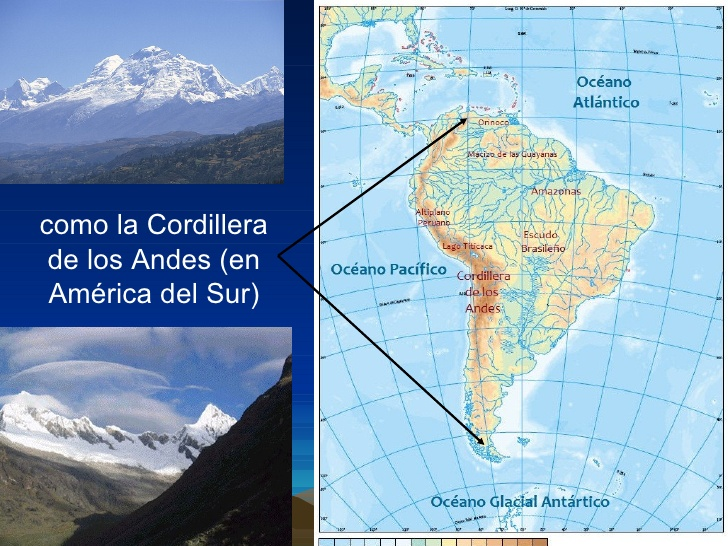 como la Cordillera
de los Andes (en
América del Sur)
Océano
Atlántico
Orinoco
Macizo de las Guayanas
Amazonas
Altiplano
Peruano
Escudo
Brasileño
Lago Titicaca
Océano Pacífico
Cordillera
de los
Andes
Océano Glacial Antártico